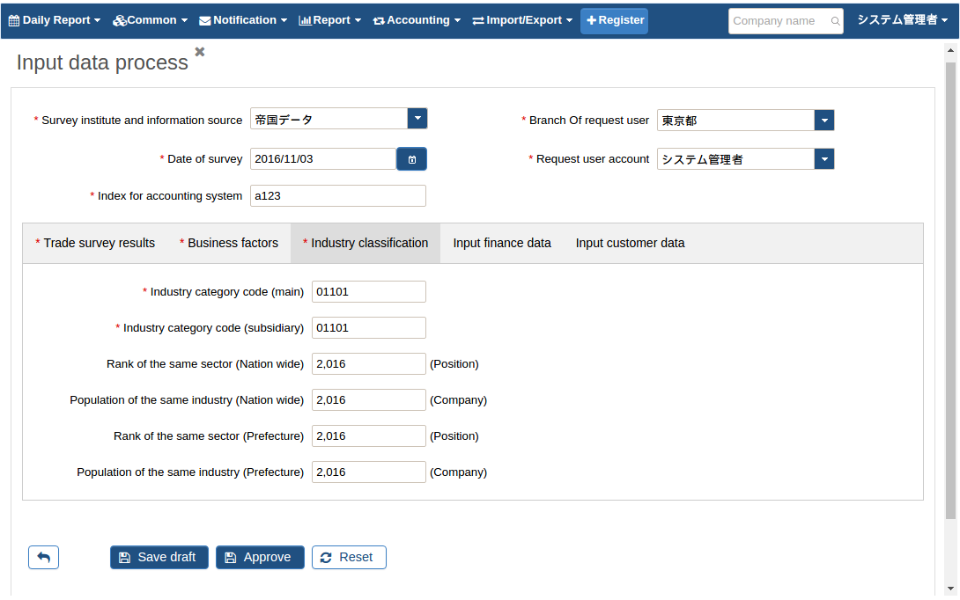 Daily Report Common Notification Report Accounting Import/Export Register Company name システム管理者
Input data process
* Survey institute and information source 帝国データ * Branch Of request user 東京都
* Date of survey 2016/11/03 * Request user account システム管理者
* Index for accounting system a123
* Trade survey results * Business factors * Industry classification Input finance data Input customer data
* Industry category code (main) 01101
* Industry category code (subsidiary) 01101
Rank of the same sector (Nation wide) 2,016 (Position)
Population of the same industry (Nation wide) 2,016 (Company)
Rank of the same sector (Prefecture) 2,016 (Position)
Population of the same industry (Prefecture) 2,016 (Company)
Save draft Approve Reset